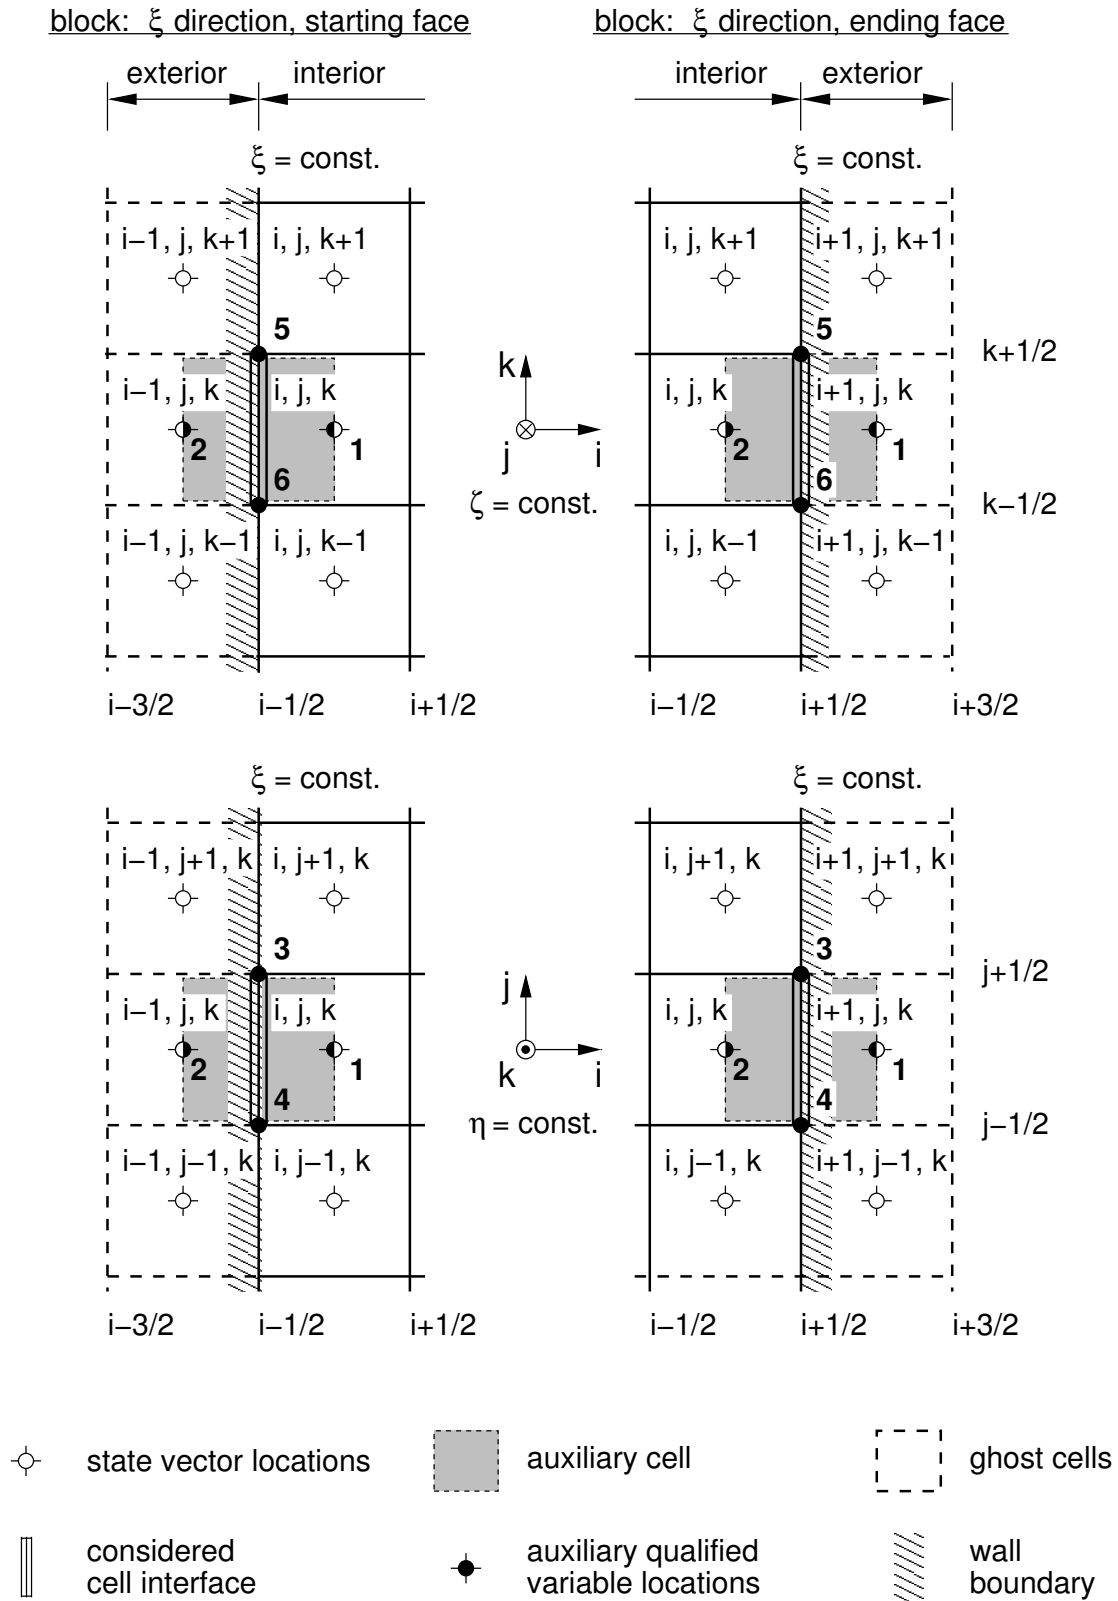 block: ξ direction, starting face
block: ξ direction, ending face
exterior interior
interior exterior
ξ = const.
ξ = const.
i−1, j, k+1 i, j, k+1
i, j, k+1 i+1, j, k+1
5
5
k+1/2
i−1, j, k i, j, k
k
i, j, k i+1, j, k
2 1
j i
2 1
6
6
ζ = const.
k−1/2
i−1, j, k−1 i, j, k−1
i, j, k−1 i+1, j, k−1
i−3/2 i−1/2 i+1/2
i−1/2 i+1/2 i+3/2
ξ = const.
ξ = const.
i−1, j+1, k i, j+1, k
i, j+1, k i+1, j+1, k
3
3
j+1/2
i−1, j, k i, j, k
j
i, j, k i+1, j, k
2 1
k i
2 1
4
4
η = const.
j−1/2
i−1, j−1, k i, j−1, k
i, j−1, k i+1, j−1, k
i−3/2 i−1/2 i+1/2
i−1/2 i+1/2 i+3/2
state vector locations
auxiliary cell
ghost cells
considered
cell interface
auxiliary qualified
variable locations
wall
boundary